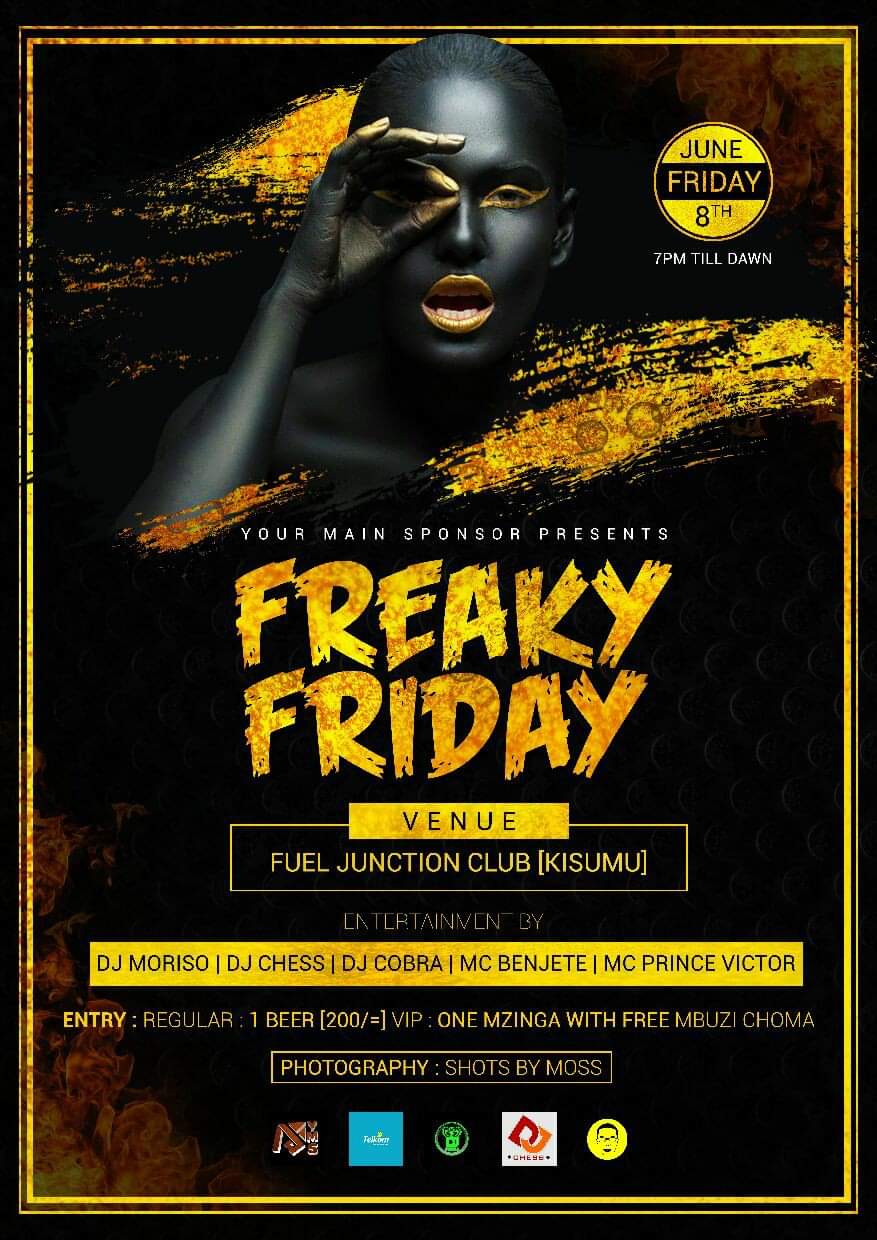 JUNE
FRIDAY
8TH
7PM TILL DAWN
YOUR MAIN SPONSOR PRESENTS
FREAKY
FRIDAY
VENUE
FUEL JUNCTION CLUB [KISUMU]
ENTERTAINMENT BY
DJ MORISO | DJ CHESS | DJ COBRA | MC BENJETE | MC PRINCE VICTOR
ENTRY : REGULAR : 1 BEER [200/=] VIP : ONE MZINGA WITH FREE MBUZI CHOMA
PHOTOGRAPHY : SHOTS BY MOSS
Telkom
•CHESS•